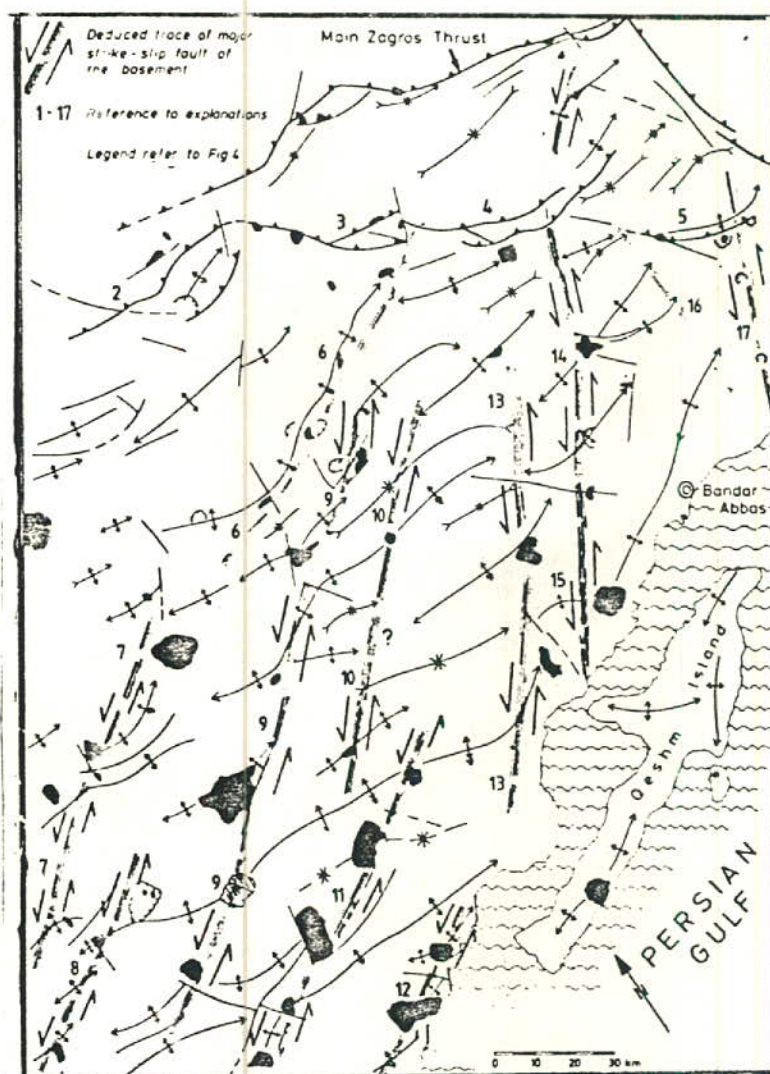 Deduced trace of major
strike-slip fault of
the basement
Main Zagros Thrust
1-17 Reference to explanations
Legend refer to Fig 4
3
4
5
2
16
17
6
14
13
9
10
6
Bandar
Abbas
15
7
?
10
Island
9
13
Qeshm
7
9
11
8
PERSIAN
GULF
N
12
0 10 20 30 km